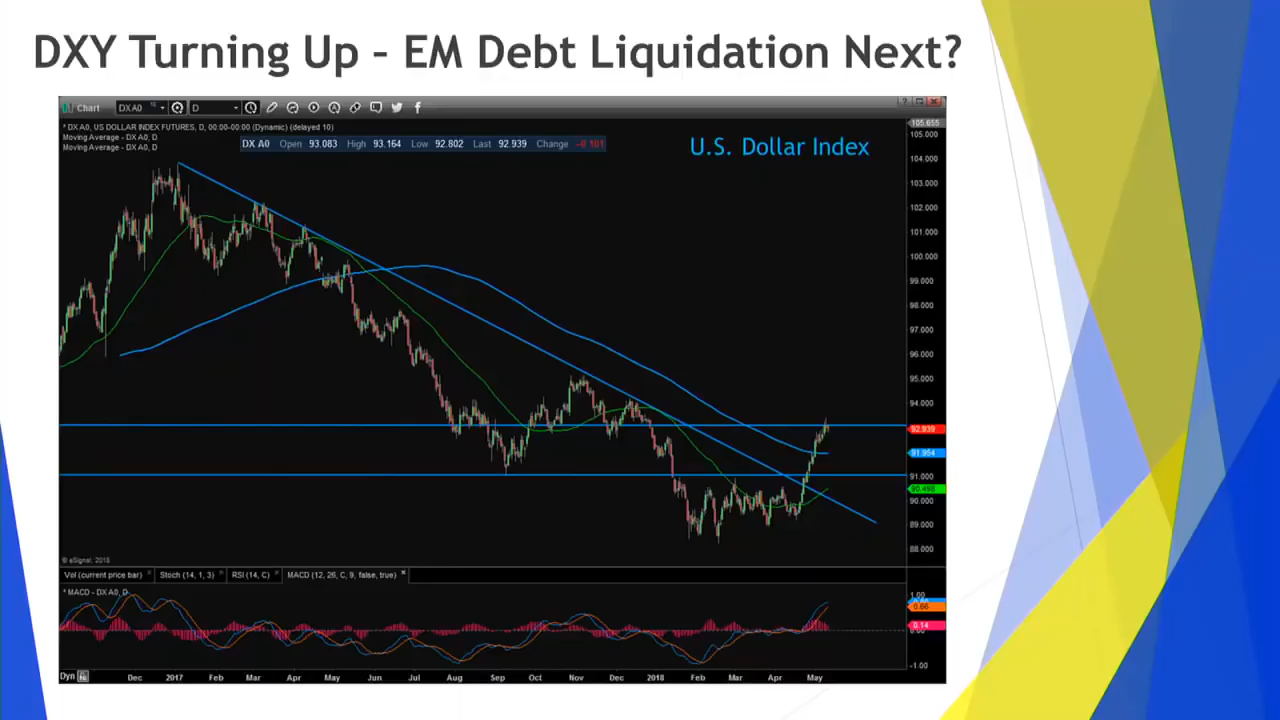 DXY Turning Up – EM Debt Liquidation Next?
Chart DX A0 D
* DX A0, US DOLLAR INDEX FUTURES, D, 00:00-00:00 (Dynamic) (delayed 10)
Moving Average - DX A0, D
Moving Average - DX A0, D
DX A0 Open 93.083 High 93.164 Low 92.802 Last 92.939 Change -0.101
U.S. Dollar Index
105.655
105.000
104.000
103.000
102.000
101.000
100.000
99.000
98.000
97.000
96.000
95.000
94.000
92.939
91.954
91.000
90.000
89.000
88.000
© eSignal, 2018
Vol (current price bar) Stoch (14, 1, 3) RSI (14, C) MACD (12, 26, C, 9, false, true)
* MACD - DX A0, D
1.00
0.66
0.14
0.00
-1.00
Dyn Dec 2017 Feb Mar Apr May Jun Jul Aug Sep Oct Nov Dec 2018 Feb Mar Apr May